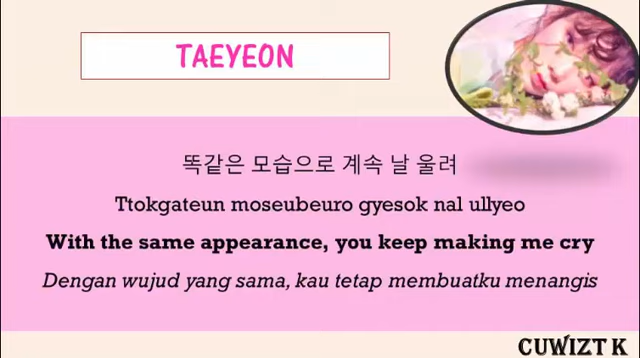 TAEYEON
똑같은 모습으로 계속 날 울려
Ttokgateun moseubeuro gyesok nal ullyeo
With the same appearance, you keep making me cry
Dengan wujud yang sama, kau tetap membuatku menangis
CUWIZT K